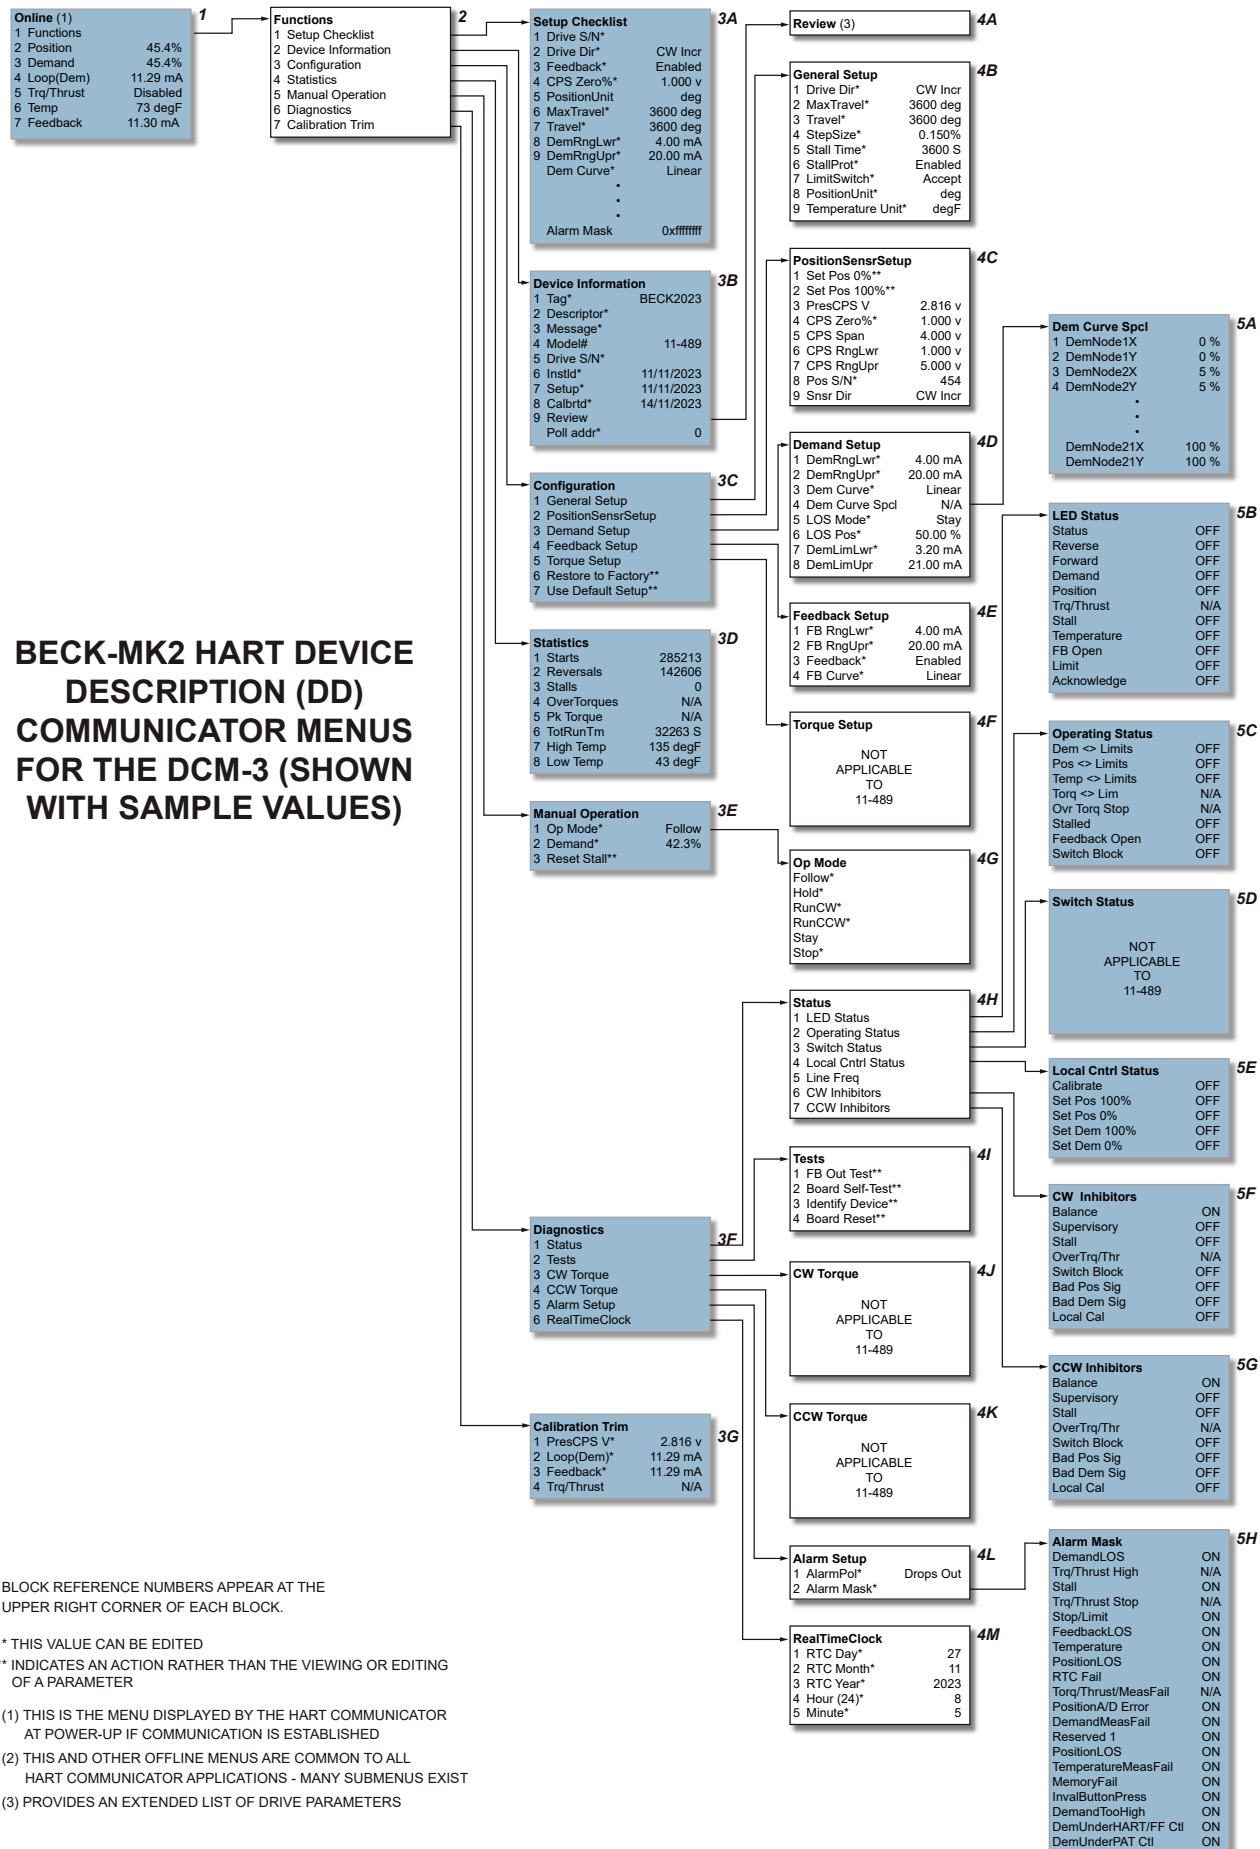 Online (1)
1
1 Functions
2 Position 45.4%
3 Demand 45.4%
4 Loop(Dem) 11.29 mA
5 Trq/Thrust Disabled
6 Temp 73 degF
7 Feedback 11.30 mA
Functions
2
1 Setup Checklist
2 Device Information
3 Configuration
4 Statistics
5 Manual Operation
6 Diagnostics
7 Calibration Trim
Setup Checklist
3A
1 Drive S/N*
2 Drive Dir* CW Incr
3 Feedback* Enabled
4 CPS Zero%* 1.000 v
5 PositionUnit deg
6 MaxTravel* 3600 deg
7 Travel* 3600 deg
8 DemRngLwr* 4.00 mA
9 DemRngUpr* 20.00 mA
Dem Curve* Linear
•
•
•
Alarm Mask 0xffffffff
Device Information
3B
1 Tag* BECK2023
2 Descriptor*
3 Message*
4 Model# 11-489
5 Drive S/N*
6 Instld* 11/11/2023
7 Setup* 11/11/2023
8 Calbrtd* 14/11/2023
9 Review
Poll addr* 0
Configuration
3C
1 General Setup
2 PositionSensrSetup
3 Demand Setup
4 Feedback Setup
5 Torque Setup
6 Restore to Factory**
7 Use Default Setup**
Statistics
3D
1 Starts 285213
2 Reversals 142606
3 Stalls 0
4 OverTorques N/A
5 Pk Torque N/A
6 TotRunTm 32263 S
7 High Temp 135 degF
8 Low Temp 43 degF
Manual Operation
3E
1 Op Mode* Follow
2 Demand* 42.3%
3 Reset Stall**
Diagnostics
3F
1 Status
2 Tests
3 CW Torque
4 CCW Torque
5 Alarm Setup
6 RealTimeClock
Calibration Trim
3G
1 PresCPS V* 2.816 v
2 Loop(Dem)* 11.29 mA
3 Feedback* 11.29 mA
4 Trq/Thrust N/A
Review (3)
4A
General Setup
4B
1 Drive Dir* CW Incr
2 MaxTravel* 3600 deg
3 Travel* 3600 deg
4 StepSize* 0.150%
5 Stall Time* 3600 S
6 StallProt* Enabled
7 LimitSwitch* Accept
8 PositionUnit* deg
9 Temperature Unit* degF
PositionSensrSetup
4C
1 Set Pos 0%**
2 Set Pos 100%**
3 PresCPS V 2.816 v
4 CPS Zero%* 1.000 v
5 CPS Span 4.000 v
6 CPS RngLwr 1.000 v
7 CPS RngUpr 5.000 v
8 Pos S/N* 454
9 Snsr Dir CW Incr
Demand Setup
4D
1 DemRngLwr* 4.00 mA
2 DemRngUpr* 20.00 mA
3 Dem Curve* Linear
4 Dem Curve Spcl N/A
5 LOS Mode* Stay
6 LOS Pos* 50.00 %
7 DemLimLwr* 3.20 mA
8 DemLimUpr 21.00 mA
Feedback Setup
4E
1 FB RngLwr* 4.00 mA
2 FB RngUpr* 20.00 mA
3 Feedback* Enabled
4 FB Curve* Linear
Torque Setup
4F
NOT
APPLICABLE
TO
11-489
Op Mode
4G
Follow*
Hold*
RunCW*
RunCCW*
Stay
Stop*
Status
4H
1 LED Status
2 Operating Status
3 Switch Status
4 Local Cntrl Status
5 Line Freq
6 CW Inhibitors
7 CCW Inhibitors
Tests
4I
1 FB Out Test**
2 Board Self-Test**
3 Identify Device**
4 Board Reset**
CW Torque
4J
NOT
APPLICABLE
TO
11-489
CCW Torque
4K
NOT
APPLICABLE
TO
11-489
Alarm Setup
4L
1 AlarmPol* Drops Out
2 Alarm Mask*
RealTimeClock
4M
1 RTC Day* 27
2 RTC Month* 11
3 RTC Year* 2023
4 Hour (24)* 8
5 Minute* 5
Dem Curve Spcl
5A
1 DemNode1X 0 %
2 DemNode1Y 0 %
3 DemNode2X 5 %
4 DemNode2Y 5 %
•
•
•
DemNode21X 100 %
DemNode21Y 100 %
LED Status
5B
Status OFF
Reverse OFF
Forward OFF
Demand OFF
Position OFF
Trq/Thrust N/A
Stall OFF
Temperature OFF
FB Open OFF
Limit OFF
Acknowledge OFF
Operating Status
5C
Dem <> Limits OFF
Pos <> Limits OFF
Temp <> Limits OFF
Torq <> Lim N/A
Ovr Torq Stop N/A
Stalled OFF
Feedback Open OFF
Switch Block OFF
Switch Status
5D
NOT
APPLICABLE
TO
11-489
Local Cntrl Status
5E
Calibrate OFF
Set Pos 100% OFF
Set Pos 0% OFF
Set Dem 100% OFF
Set Dem 0% OFF
CW Inhibitors
5F
Balance ON
Supervisory OFF
Stall OFF
OverTrq/Thr N/A
Switch Block OFF
Bad Pos Sig OFF
Bad Dem Sig OFF
Local Cal OFF
CCW Inhibitors
5G
Balance ON
Supervisory OFF
Stall OFF
OverTrq/Thr N/A
Switch Block OFF
Bad Pos Sig OFF
Bad Dem Sig OFF
Local Cal OFF
Alarm Mask
5H
DemandLOS ON
Trq/Thrust High N/A
Stall ON
Trq/Thrust Stop N/A
Stop/Limit ON
FeedbackLOS ON
Temperature ON
PositionLOS ON
RTC Fail ON
Torq/Thrust/MeasFail N/A
PositionA/D Error ON
DemandMeasFail ON
Reserved 1 ON
PositionLOS ON
TemperatureMeasFail ON
MemoryFail ON
InvalButtonPress ON
DemandTooHigh ON
DemUnderHART/FF Ctl ON
DemUnderPAT Ctl ON
BECK-MK2 HART DEVICE
DESCRIPTION (DD)
COMMUNICATOR MENUS
FOR THE DCM-3 (SHOWN
WITH SAMPLE VALUES)
BLOCK REFERENCE NUMBERS APPEAR AT THE
UPPER RIGHT CORNER OF EACH BLOCK.
* THIS VALUE CAN BE EDITED
** INDICATES AN ACTION RATHER THAN THE VIEWING OR EDITING
OF A PARAMETER
(1) THIS IS THE MENU DISPLAYED BY THE HART COMMUNICATOR
AT POWER-UP IF COMMUNICATION IS ESTABLISHED
(2) THIS AND OTHER OFFLINE MENUS ARE COMMON TO ALL
HART COMMUNICATOR APPLICATIONS - MANY SUBMENUS EXIST
(3) PROVIDES AN EXTENDED LIST OF DRIVE PARAMETERS